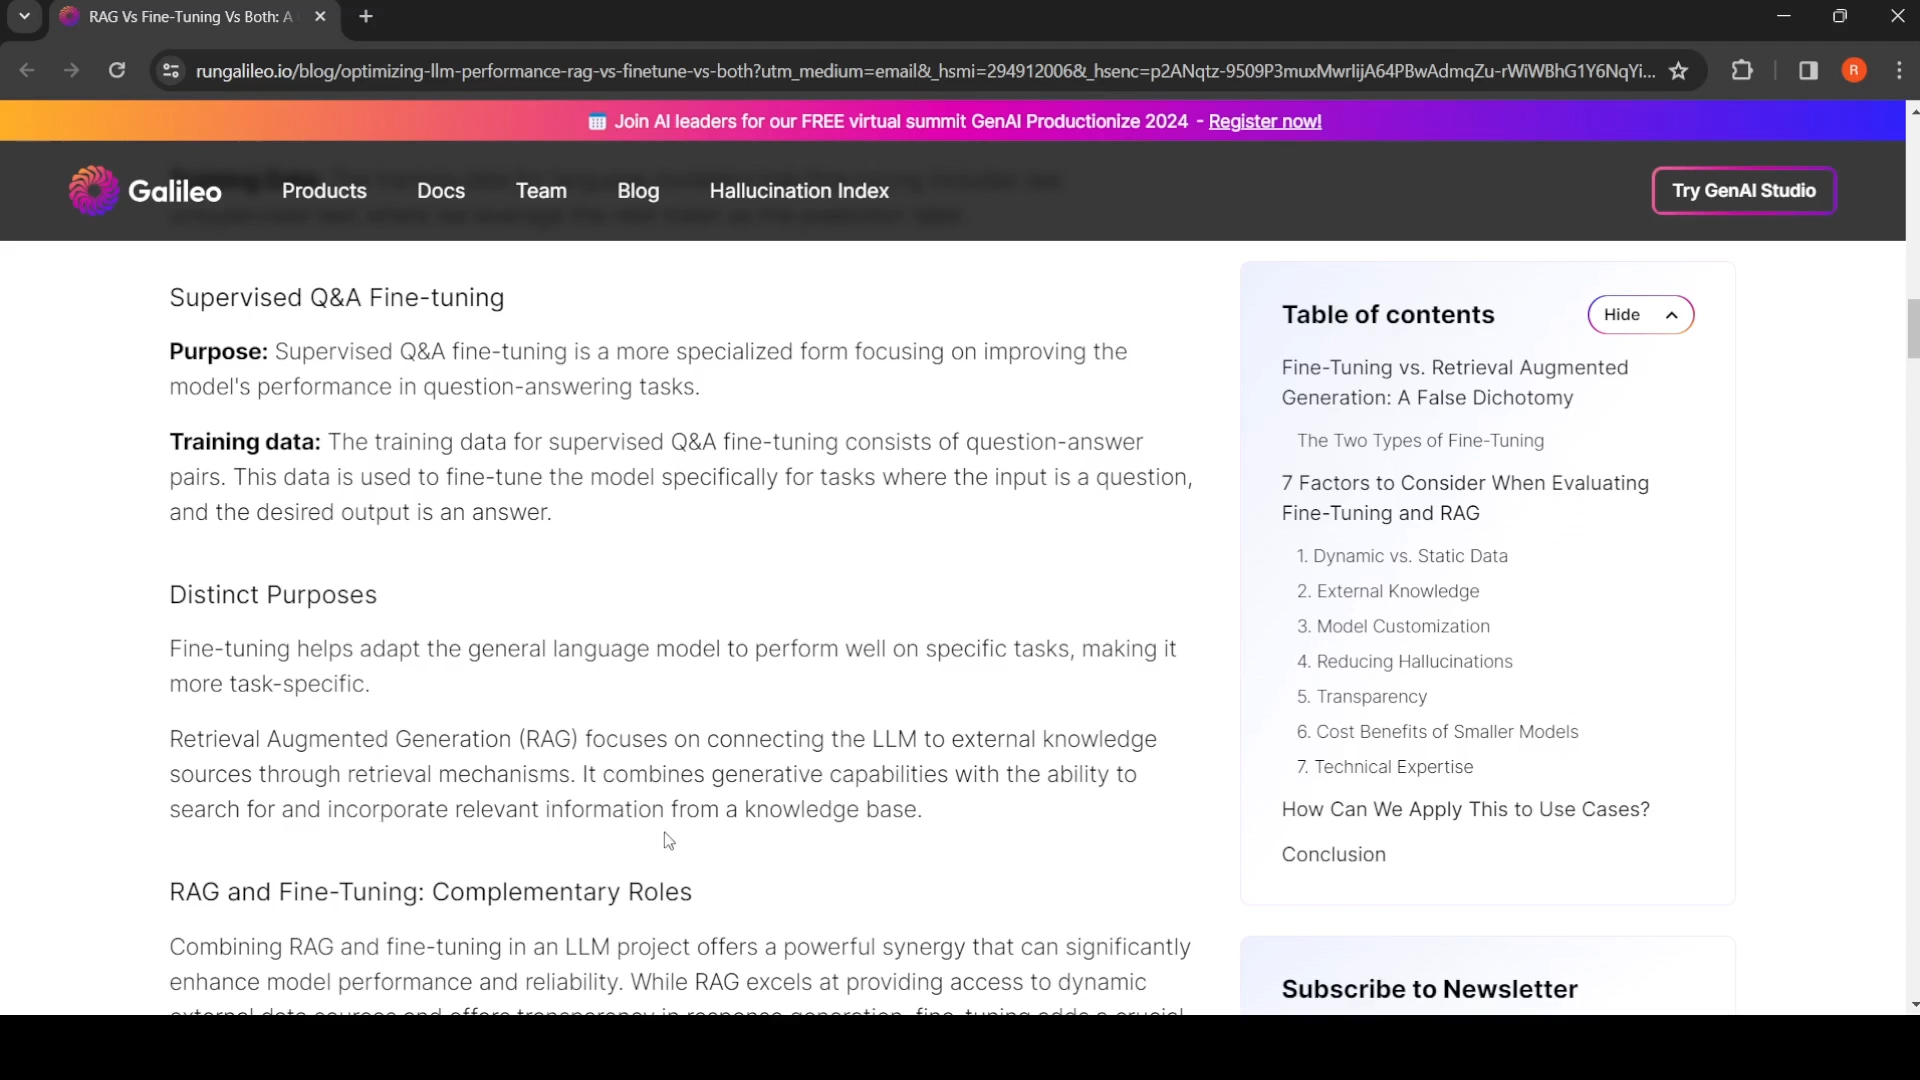 RAG Vs Fine-Tuning Vs Both: A
rungalileo.io/blog/optimizing-llm-performance-rag-vs-finetune-vs-both?utm_medium=email&_hsmi=294912006&_hsenc=p2ANqtz-9509P3muxMwrlijA64PBwAdmqZu-rWiWBhG1Y6NqYi...
R
Join AI leaders for our FREE virtual summit GenAI Productionize 2024 - Register now!
Galileo
Products
Docs
Team
Blog
Hallucination Index
Try GenAI Studio
Supervised Q&A Fine-tuning
Purpose: Supervised Q&A fine-tuning is a more specialized form focusing on improving the
model's performance in question-answering tasks.
Training data: The training data for supervised Q&A fine-tuning consists of question-answer
pairs. This data is used to fine-tune the model specifically for tasks where the input is a question,
and the desired output is an answer.
Distinct Purposes
Fine-tuning helps adapt the general language model to perform well on specific tasks, making it
more task-specific.
Retrieval Augmented Generation (RAG) focuses on connecting the LLM to external knowledge
sources through retrieval mechanisms. It combines generative capabilities with the ability to
search for and incorporate relevant information from a knowledge base.
RAG and Fine-Tuning: Complementary Roles
Combining RAG and fine-tuning in an LLM project offers a powerful synergy that can significantly
enhance model performance and reliability. While RAG excels at providing access to dynamic
external data sources and offers transparency in response generation, fine-tuning adds a crucial
Table of contents
Hide
Fine-Tuning vs. Retrieval Augmented
Generation: A False Dichotomy
The Two Types of Fine-Tuning
7 Factors to Consider When Evaluating
Fine-Tuning and RAG
1. Dynamic vs. Static Data
2. External Knowledge
3. Model Customization
4. Reducing Hallucinations
5. Transparency
6. Cost Benefits of Smaller Models
7. Technical Expertise
How Can We Apply This to Use Cases?
Conclusion
Subscribe to Newsletter